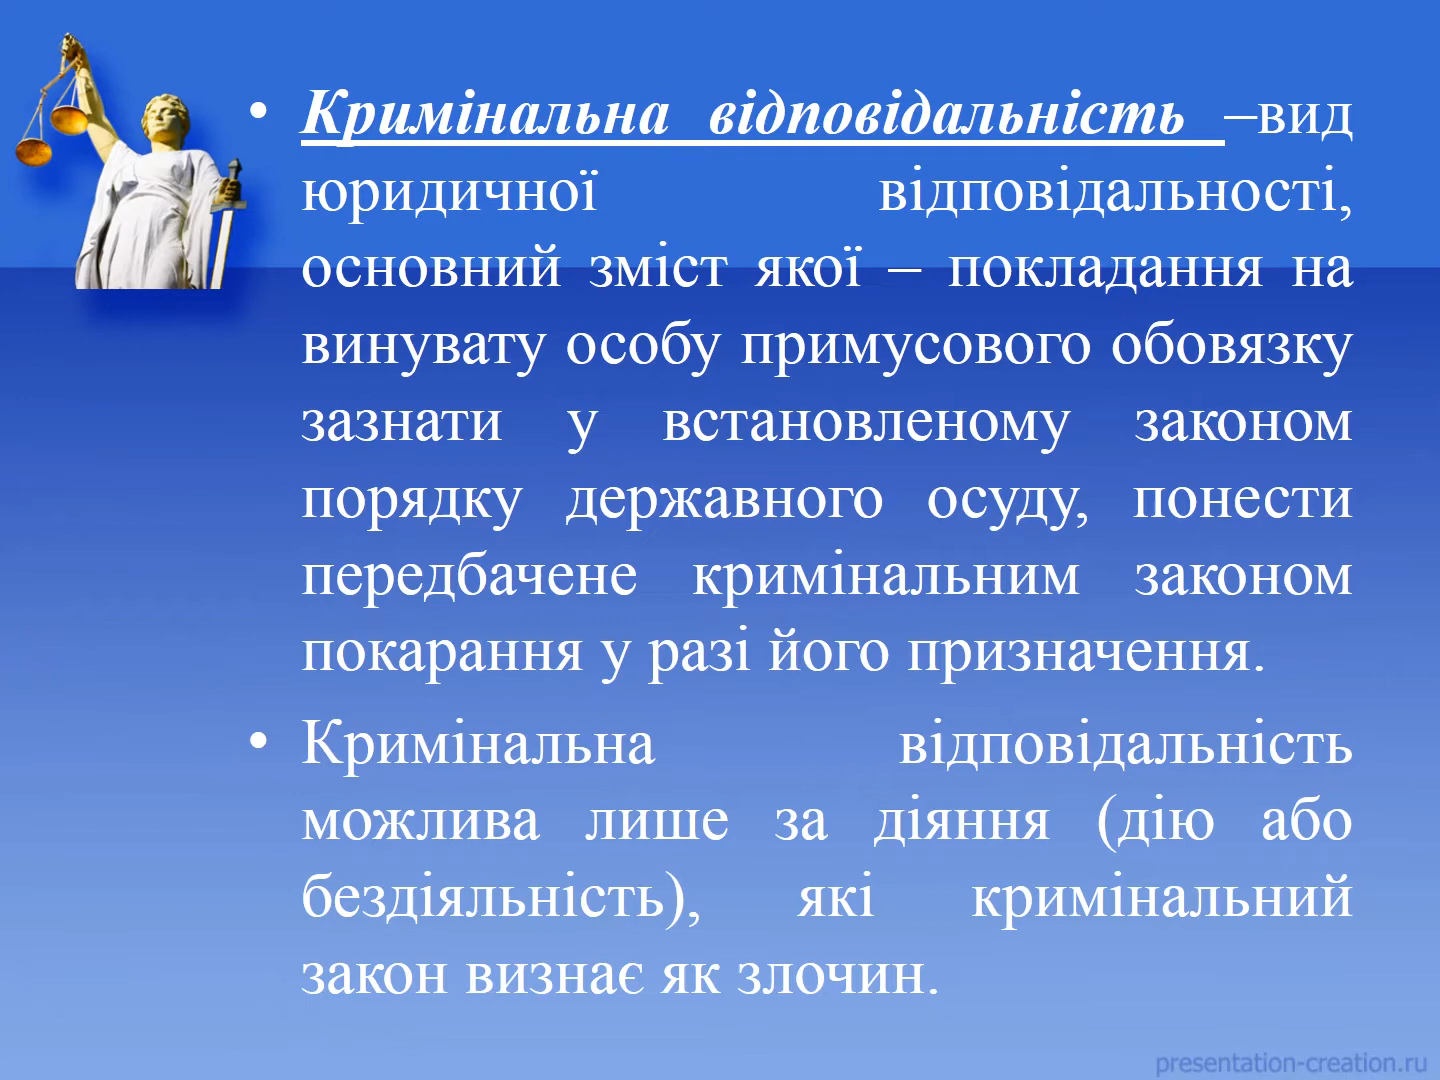 • Кримінальна відповідальність –вид
юридичної відповідальності,
основний зміст якої – покладання на
винувату особу примусового обовязку
зазнати у встановленому законом
порядку державного осуду, понести
передбачене кримінальним законом
покарання у разі його призначення.
• Кримінальна відповідальність
можлива лише за діяння (дію або
бездіяльність), які кримінальний
закон визнає як злочин.
presentation-creation.ru